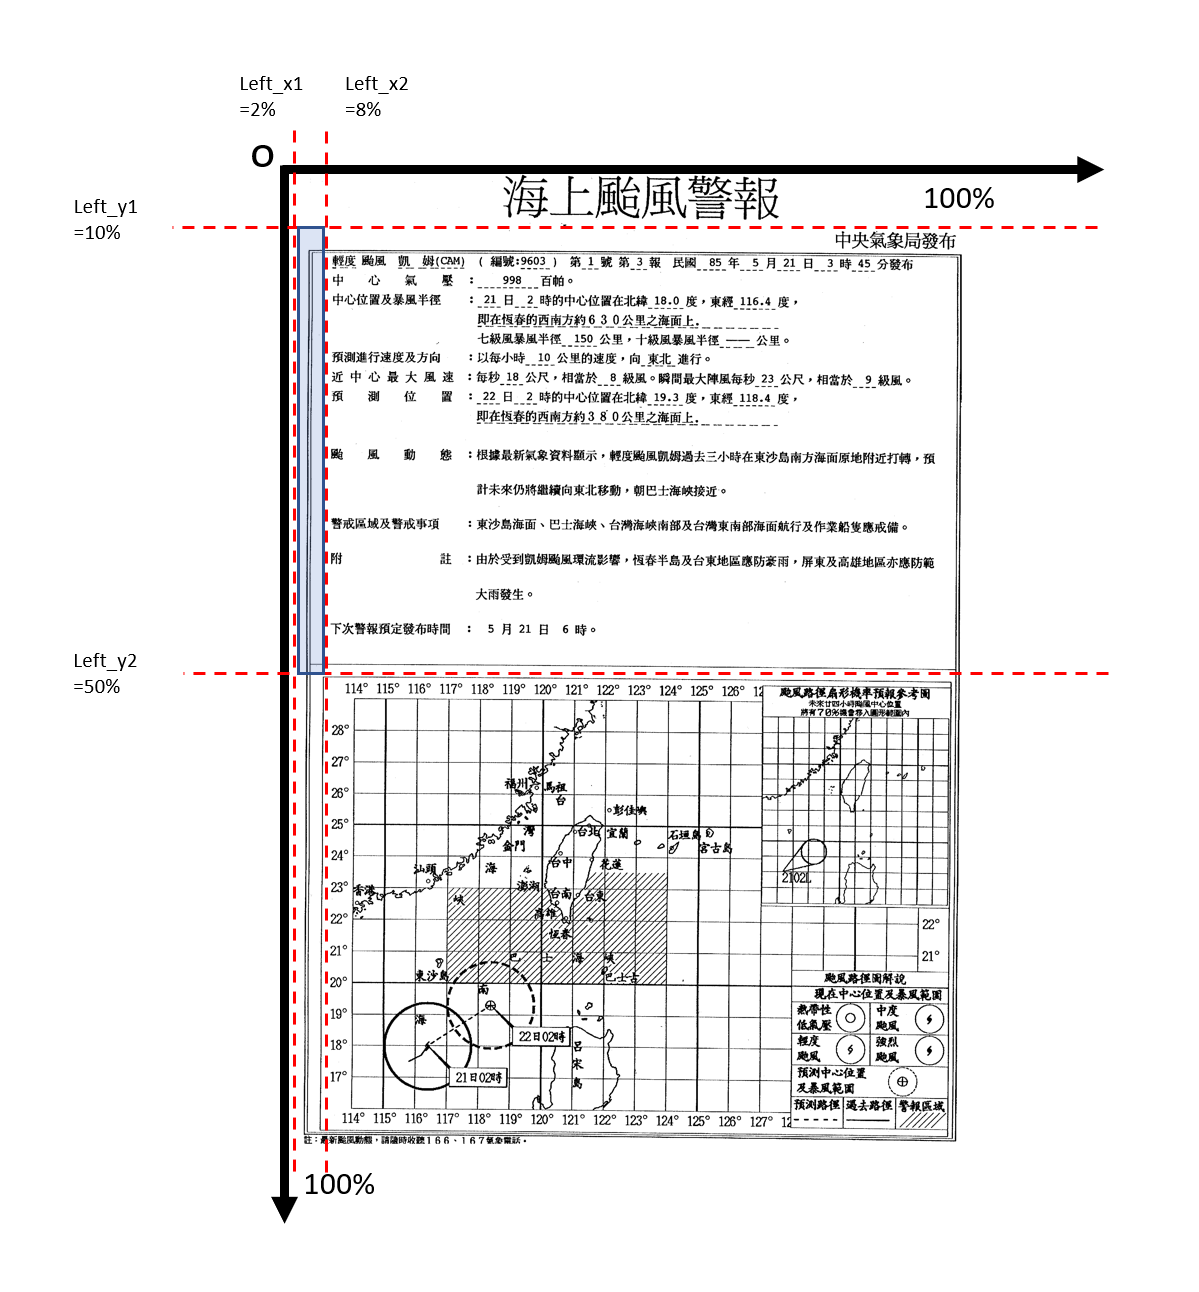 Left_x1
=2%
Left_x2
=8%
O
100%
Left_y1
=10%
海上颱風警報
中央氣象局發布
輕度 颱風 凱 姆(CAM) ( 編號:9603 ) 第 1 號 第 3 報 民國 85 年 5 月 21 日 3 時 45 分發布
中心氣壓 : 998 百帕。
中心位置及暴風半徑 : 21 日 2 時的中心位置在北緯 18.0 度，東經 116.4 度，
即在恆春的西南方約630公里之海面上.
七級風暴風半徑 150 公里，十級風暴風半徑 —— 公里。
預測進行速度及方向 : 以每小時 10 公里的速度，向 東北 進行。
近中心最大風速 : 每秒 18 公尺，相當於 8 級風。瞬間最大陣風每秒 23 公尺，相當於 9 級風。
預測位置 : 22 日 2 時的中心位置在北緯 19.3 度，東經 118.4 度，
即在恆春的西南方約380公里之海面上.
颱風動態 : 根據最新氣象資料顯示，輕度颱風凱姆過去三小時在東沙島南方海面原地附近打轉，預
計未來仍將繼續向東北移動，朝巴士海峽接近。
警戒區域及警戒事項 : 東沙島海面、巴士海峽、台灣海峽南部及台灣東南部海面航行及作業船隻應戒備。
附註 : 由於受到凱姆颱風環流影響，恆春半島及台東地區應防豪雨，屏東及高雄地區亦應防範
大雨發生。
下次警報預定發布時間 : 5 月 21 日 6 時。
Left_y2
=50%
114° 115° 116° 117° 118° 119° 120° 121° 122° 123° 124° 125° 126° 12
颱風路徑扇形機率預報參考圖
未來廿四小時颱風中心位置
將有70%機會移入圖形範圍內
28°
27°
福州 馬祖
26° 台
彭佳嶼
25° 灣 台北 宜蘭 石垣島
金門 宮古島
24° 汕頭 海 台中 花蓮
2102L
香港 23° 澎湖 台南 台東
峽
高雄
22° 22°
恆春
21° 巴 士 海 峽 21°
東沙島 巴士古
20° 颱風路徑圖解說
南 現在中心位置及暴風範圍
19° 海 熱帶性低氣壓 中度颱風
22日02時
18° 呂宋島 輕度颱風 強烈颱風
21日02時 預測中心位置及暴風範圍
17°
預測路徑 過去路徑 警報區域
114° 115° 116° 117° 118° 119° 120° 121° 122° 123° 124° 125° 126° 127° 12
註：最新颱風動態，請隨時收聽166、167氣象電話。
100%